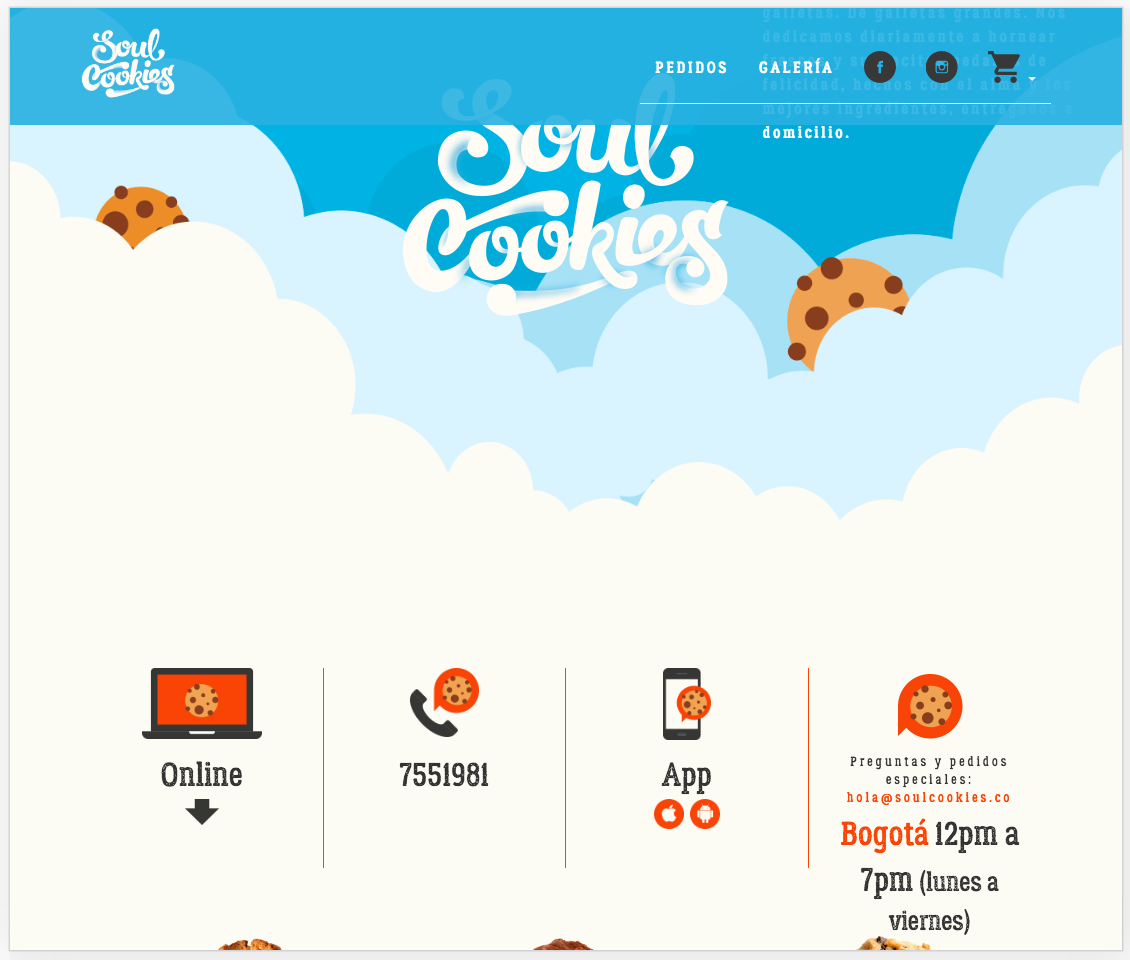 Soul
Cookies
PEDIDOS
GALERÍA
galletas. De galletas grandes. Nos
dedicamos diariamente a hornear
de
felicidad, hechos con el alma y los
mejores ingredientes, entregados a
domicilio.
Soul
Cookies
Online
7551981
App
Preguntas y pedidos
especiales:
hola@soulcookies.co
Bogotá 12pm a
7pm (lunes a
viernes)